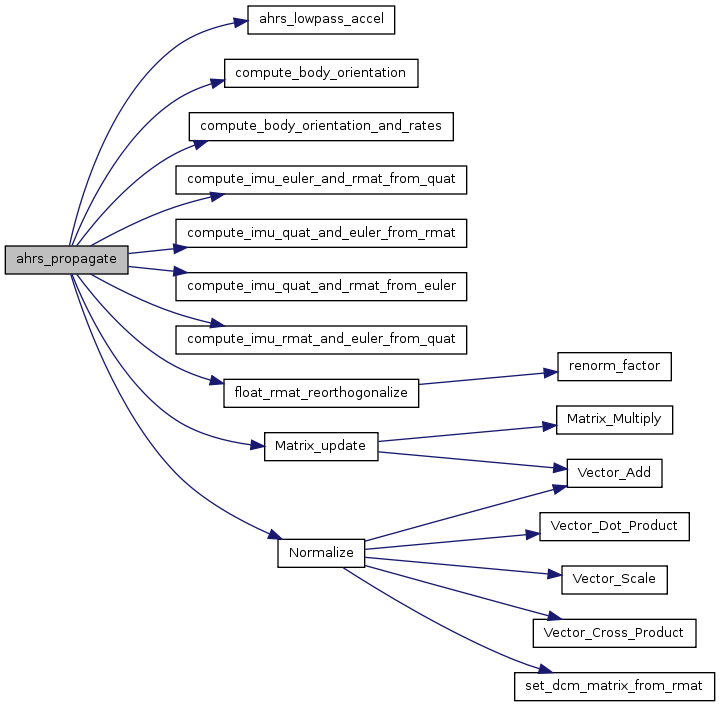 ahrs_lowpass_accel
compute_body_orientation
compute_body_orientation_and_rates
compute_imu_euler_and_rmat_from_quat
compute_imu_quat_and_euler_from_rmat
ahrs_propagate
compute_imu_quat_and_rmat_from_euler
compute_imu_rmat_and_euler_from_quat
renorm_factor
float_rmat_reorthogonalize
Matrix_Multiply
Matrix_update
Vector_Add
Vector_Dot_Product
Normalize
Vector_Scale
Vector_Cross_Product
set_dcm_matrix_from_rmat